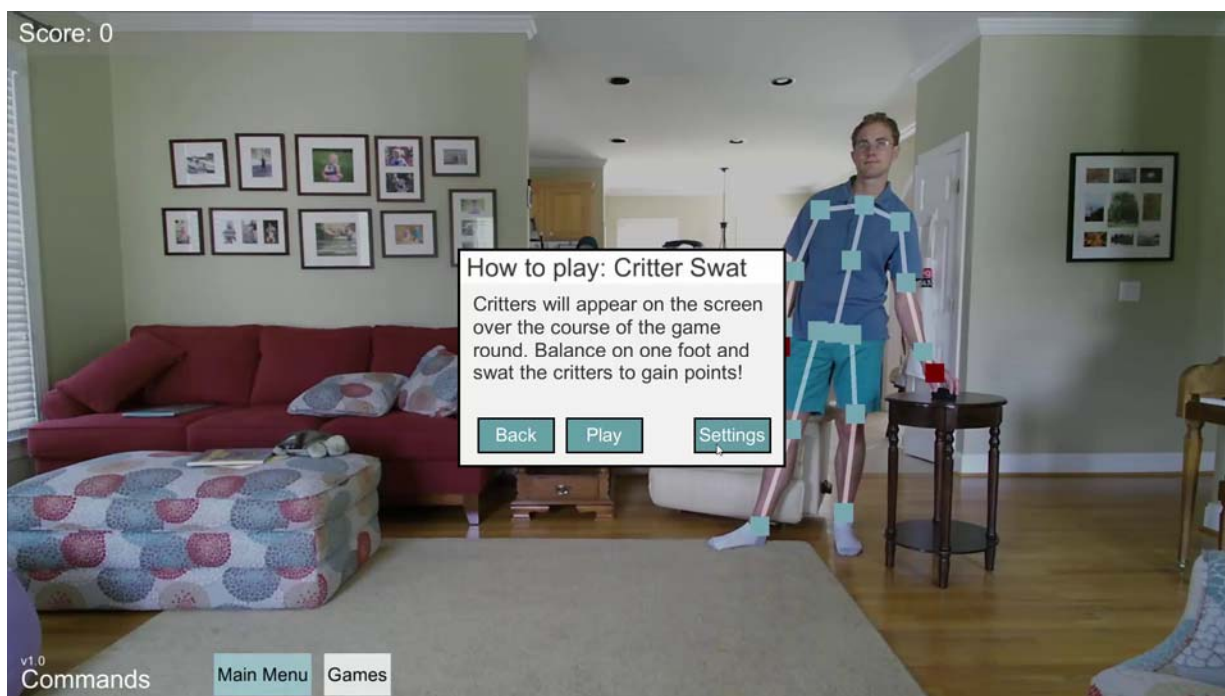 Score: 0
How to play: Critter Swat
Critters will appear on the screen
over the course of the game
round. Balance on one foot and
swat the critters to gain points!
Back Play Settings
v1.0
Commands Main Menu Games